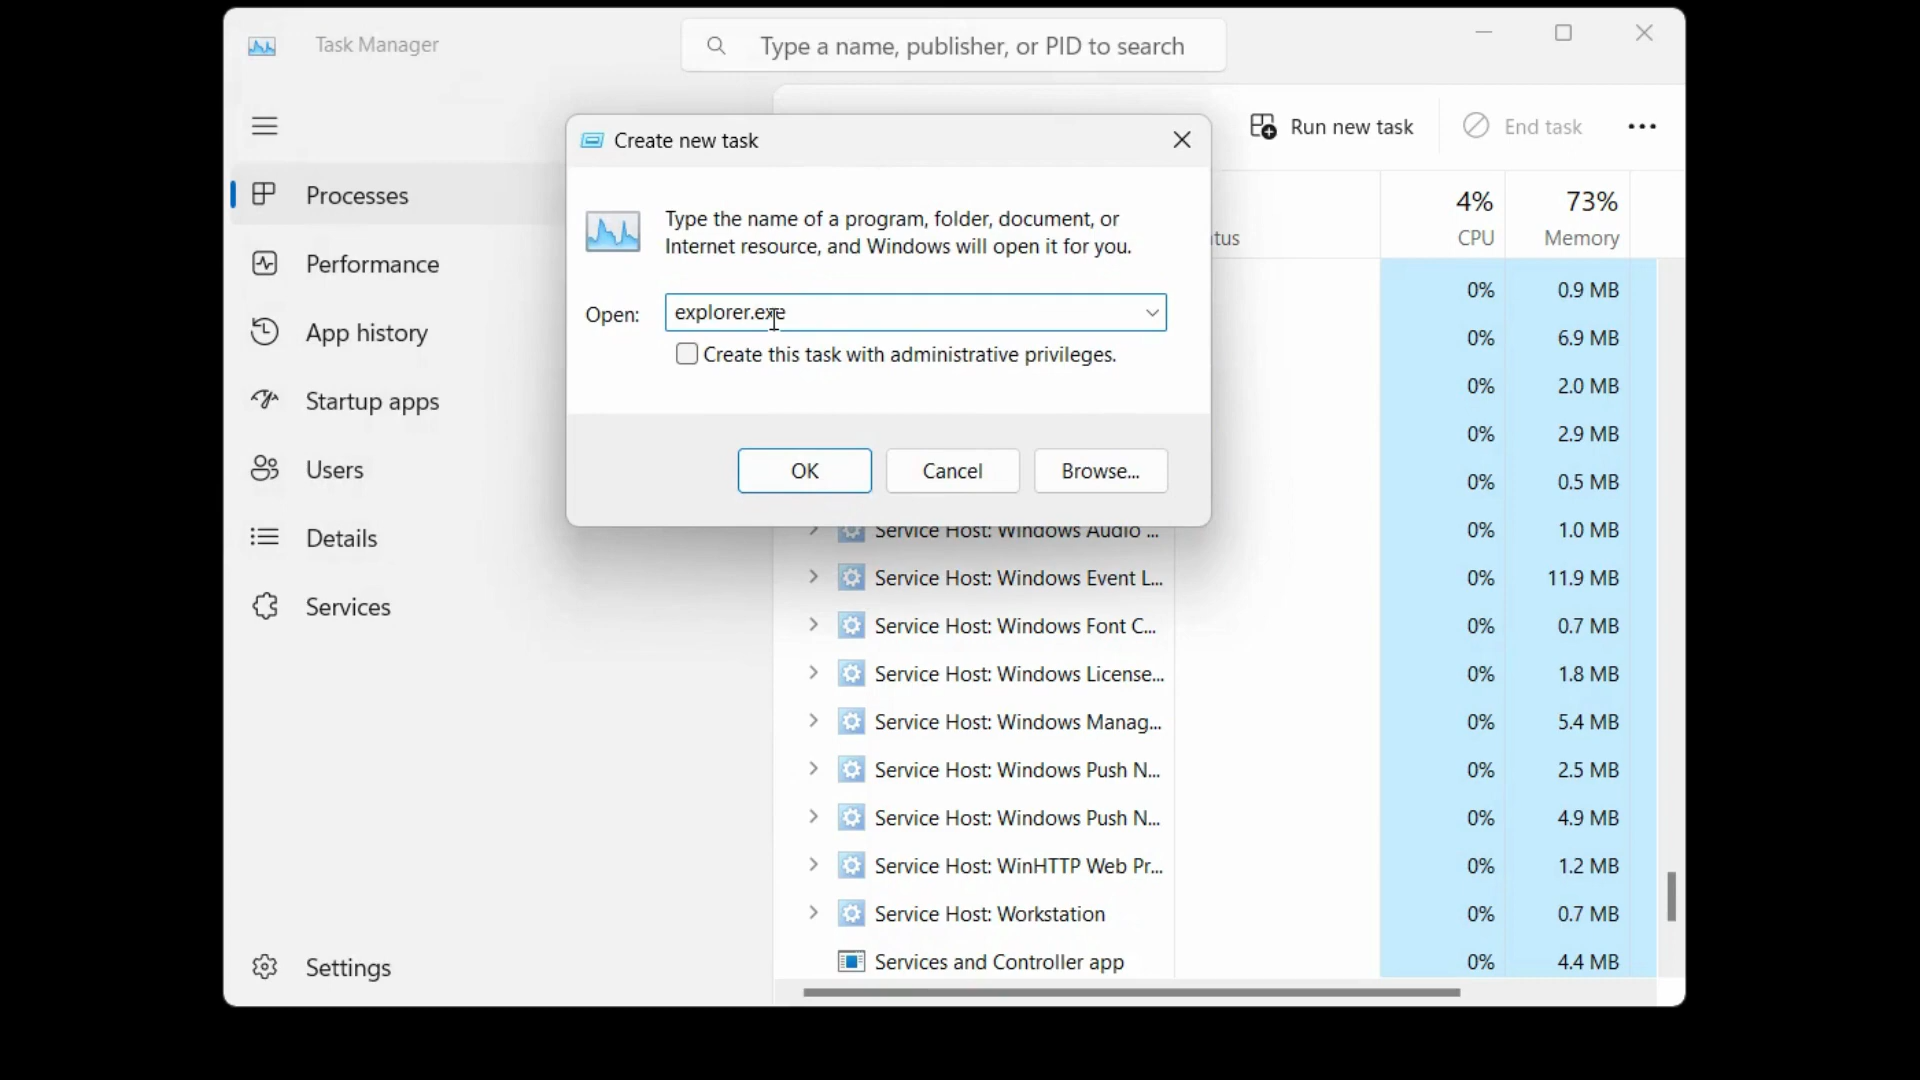 Task Manager
Type a name, publisher, or PID to search
Create new task
Run new task
End task
Processes
Type the name of a program, folder, document, or
Internet resource, and Windows will open it for you.
4%
73%
tus
CPU
Memory
Performance
Open:
explorer.exe
Create this task with administrative privileges.
OK
Cancel
Browse...
App history
Startup apps
Users
Details
Services
Settings
0%
0.9 MB
0%
6.9 MB
0%
2.0 MB
0%
2.9 MB
0%
0.5 MB
Service Host: Windows Audio ...
0%
1.0 MB
Service Host: Windows Event L...
0%
11.9 MB
Service Host: Windows Font C...
0%
0.7 MB
Service Host: Windows License...
0%
1.8 MB
Service Host: Windows Manag...
0%
5.4 MB
Service Host: Windows Push N...
0%
2.5 MB
Service Host: Windows Push N...
0%
4.9 MB
Service Host: WinHTTP Web Pr...
0%
1.2 MB
Service Host: Workstation
0%
0.7 MB
Services and Controller app
0%
4.4 MB